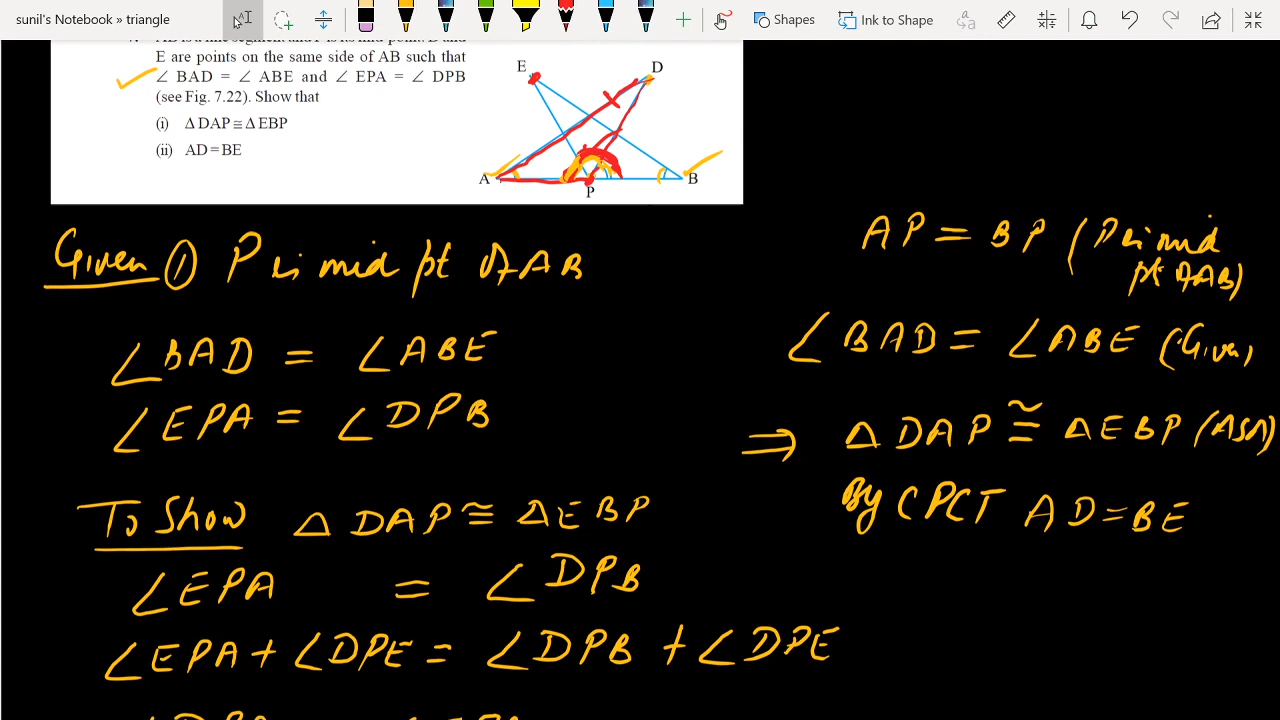 sunil's Notebook » triangle
Shapes
Ink to Shape
E are points on the same side of AB such that
∠ BAD = ∠ ABE and ∠ EPA = ∠ DPB
(see Fig. 7.22). Show that
(i) Δ DAP ≅ Δ EBP
(ii) AD = BE
E
D
A
P
B
Given ① P is mid pt of AB
∠BAD = ∠ABE
∠EPA = ∠DPB
To Show Δ DAP ≅ Δ EBP
∠EPA = ∠DPB
∠EPA + ∠DPE = ∠DPB + ∠DPE
AP = BP (P is mid
pt of AB)
∠BAD = ∠ABE (Given)
⇒ Δ DAP ≅ Δ EBP (ASA)
By CPCT AD = BE